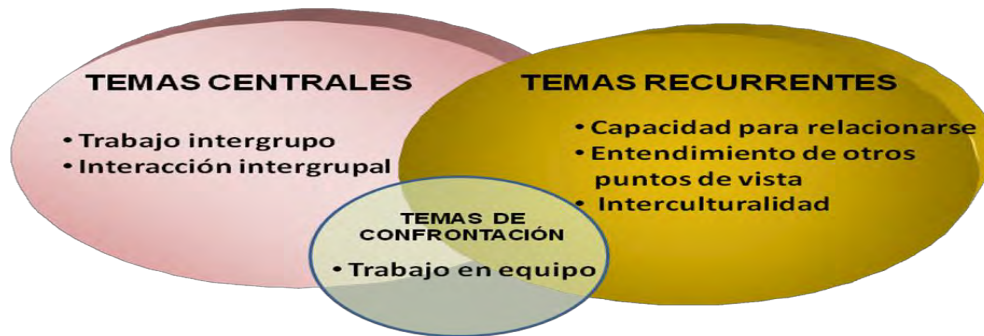 TEMAS CENTRALES
• Trabajo intergrupo
• Interacción intergrupal
TEMAS RECURRENTES
• Capacidad para relacionarse
• Entendimiento de otros
puntos de vista
• Interculturalidad
TEMAS DE
CONFRONTACIÓN
• Trabajo en equipo